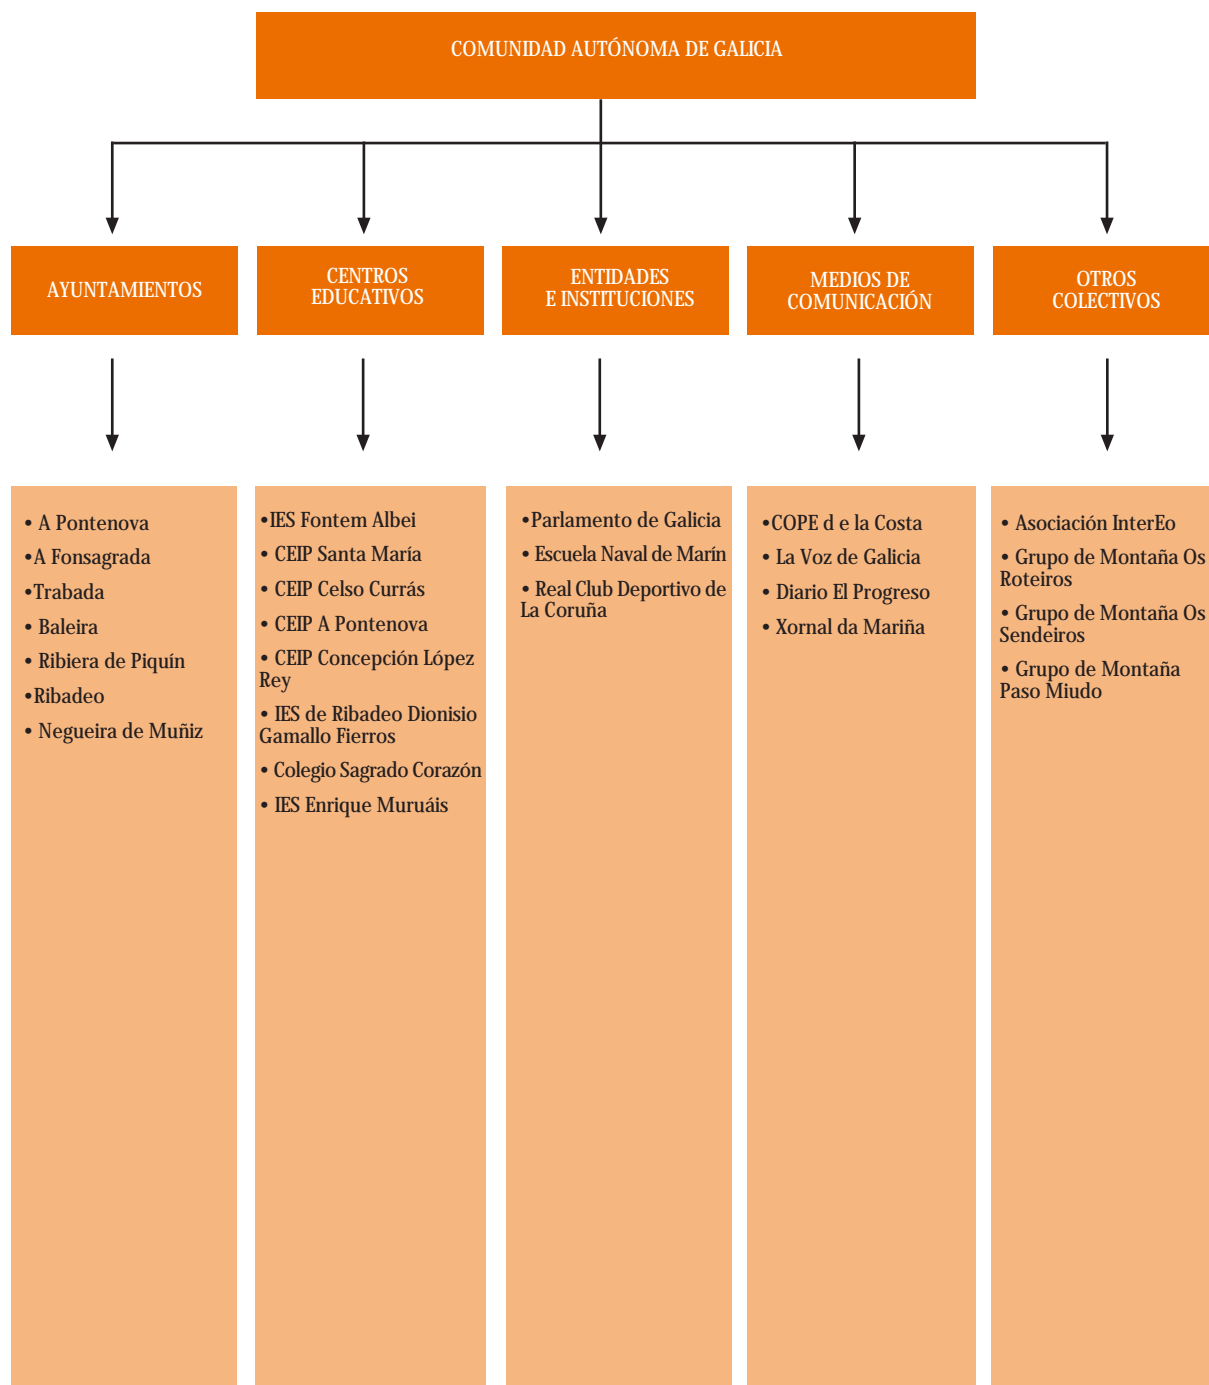 COMUNIDAD AUTÓNOMA DE GALICIA
AYUNTAMIENTOS
CENTROS
EDUCATIVOS
ENTIDADES
E INSTITUCIONES
MEDIOS DE
COMUNICACIÓN
OTROS
COLECTIVOS
• A Pontenova
•A Fonsagrada
•Trabada
• Baleira
• Ribiera de Piquín
•Ribadeo
• Negueira de Muñiz
•IES Fontem Albei
• CEIP Santa María
• CEIP Celso Currás
• CEIP A Pontenova
• CEIP Concepción López
Rey
• IES de Ribadeo Dionisio
Gamallo Fierros
• Colegio Sagrado Corazón
• IES Enrique Muruáis
•Parlamento de Galicia
• Escuela Naval de Marín
• Real Club Deportivo de
La Coruña
•COPE d e la Costa
• La Voz de Galicia
• Diario El Progreso
• Xornal da Mariña
• Asociación InterEo
• Grupo de Montaña Os
Roteiros
• Grupo de Montaña Os
Sendeiros
• Grupo de Montaña
Paso Miudo